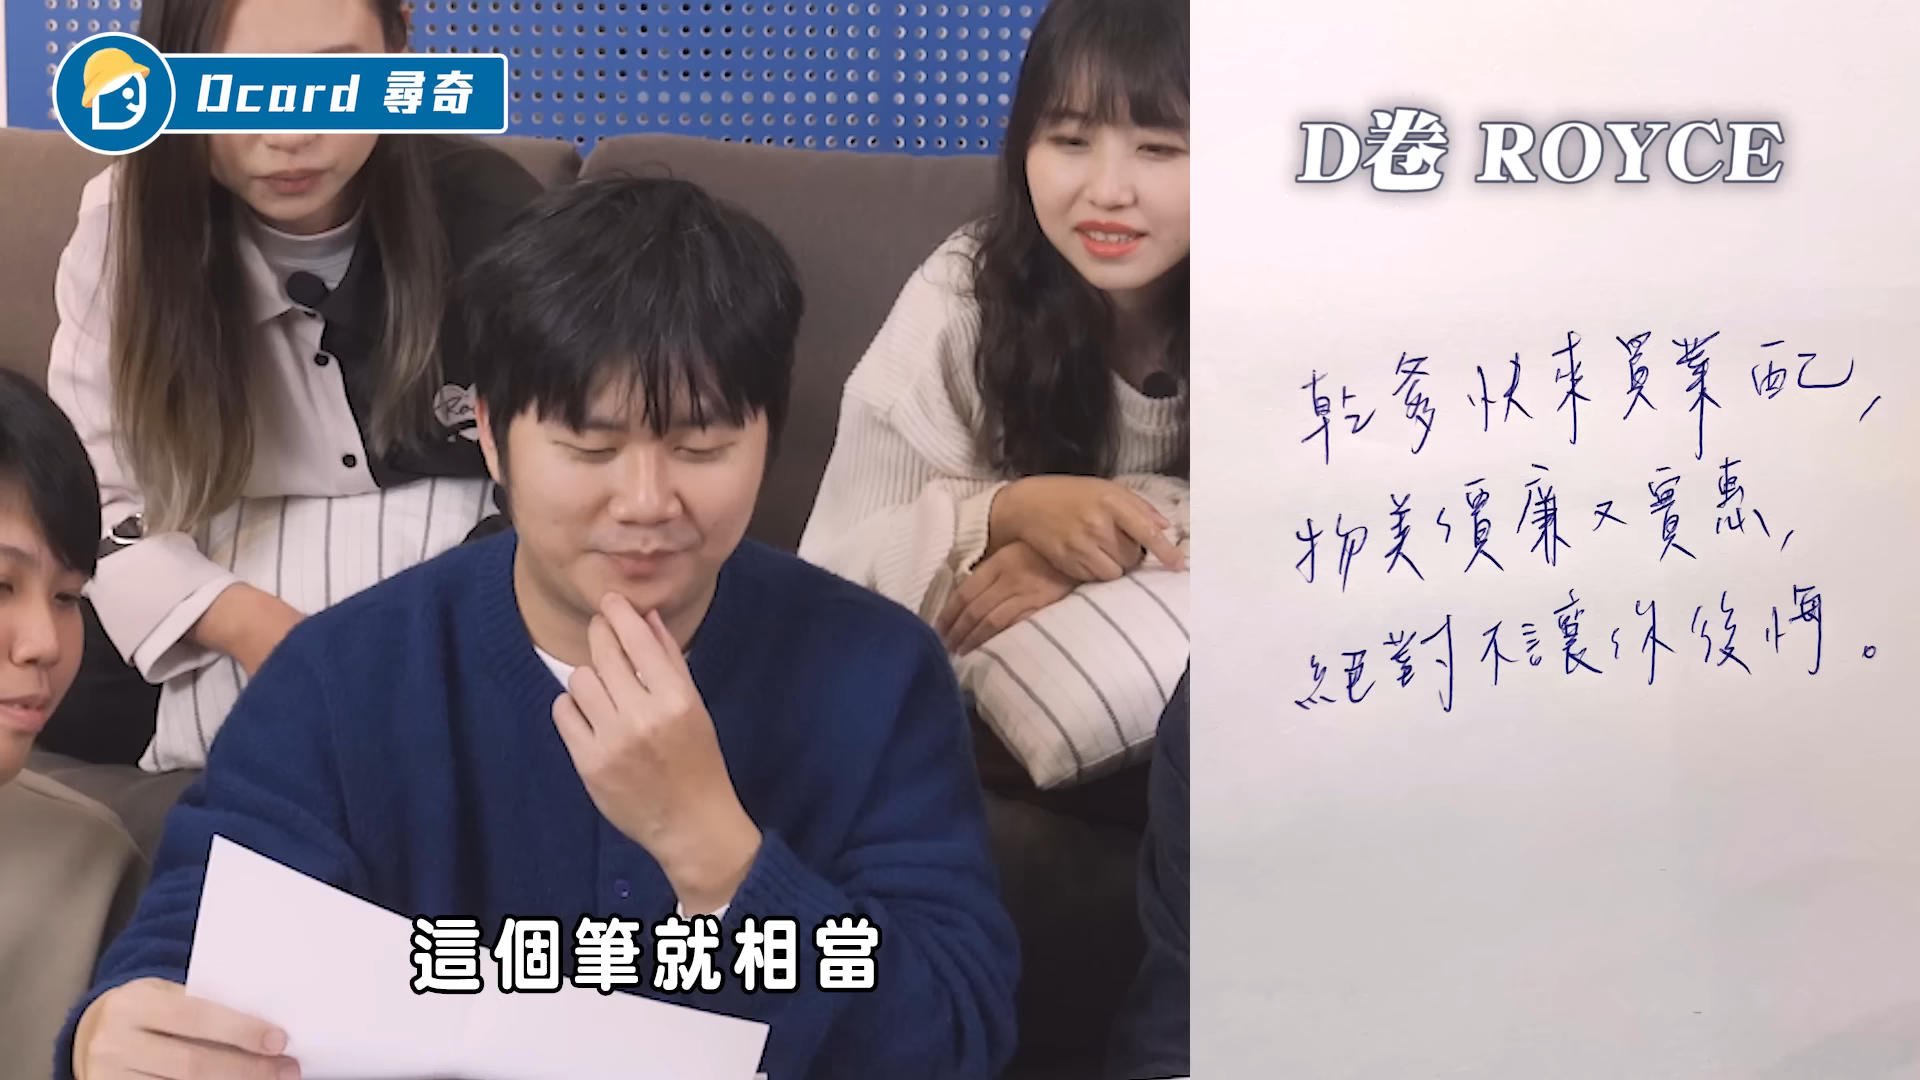 Dcard 尋奇
D卷 ROYCE
乾爹快來買業配,
物美價廉又實惠,
絕對不讓你後悔。
這個筆就相當